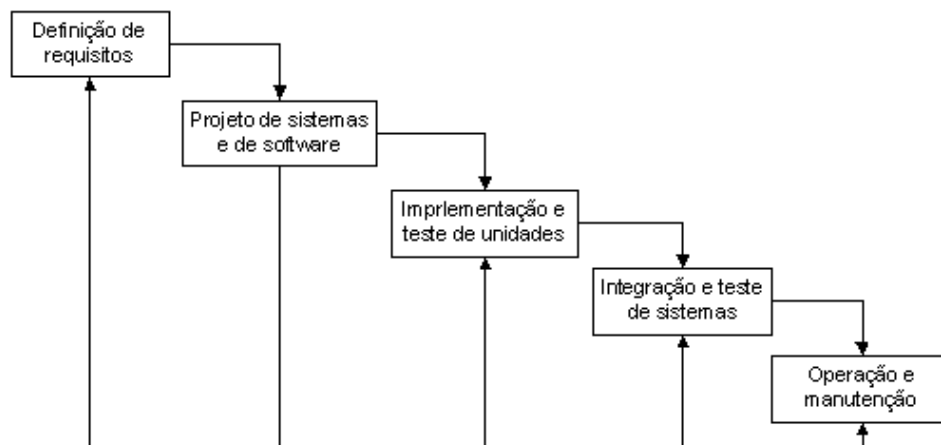 Definição de
requisitos
Projeto de sistemas
e de software
Imprlementação e
teste de unidades
Integração e teste
de sistemas
Operação e
manutenção